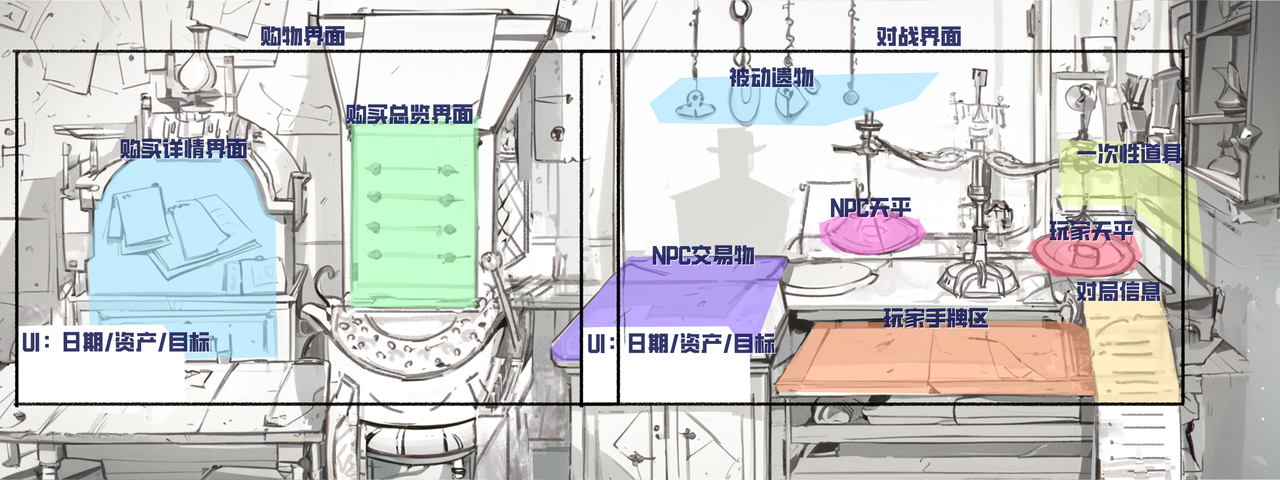 购物界面
对战界面
被动遗物
购买总览界面
购买详情界面
一次性道具
NPC天平
玩家天平
NPC交易物
对局信息
玩家手牌区
UI：日期/资产/目标
UI：日期/资产/目标